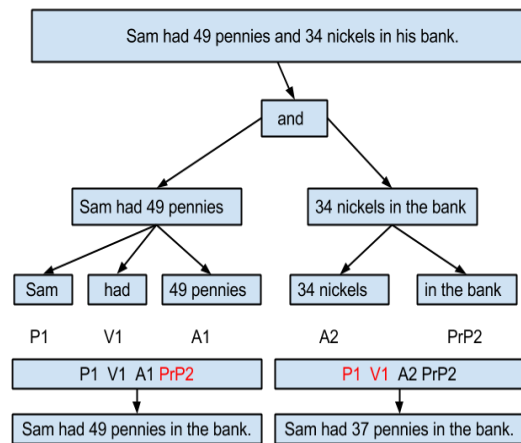 Sam had 49 pennies and 34 nickels in his bank.
and
Sam had 49 pennies
34 nickels in the bank
Sam
had
49 pennies
34 nickels
in the bank
P1
V1
A1
A2
PrP2
P1 V1 A1 PrP2
P1 V1 A2 PrP2
Sam had 49 pennies in the bank.
Sam had 37 pennies in the bank.